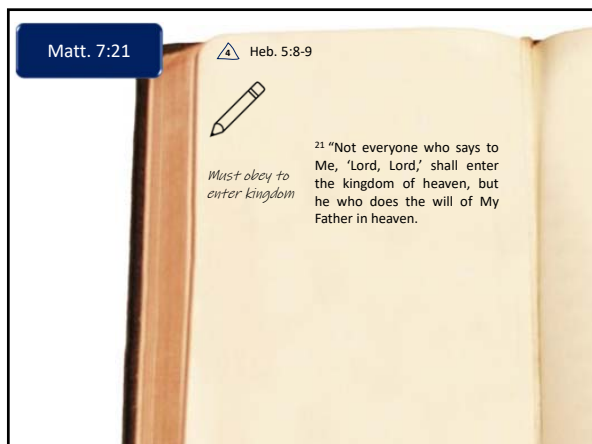 Matt. 7:21
4 Heb. 5:8-9
Must obey to
enter kingdom
21 “Not everyone who says to
Me, ‘Lord, Lord,’ shall enter
the kingdom of heaven, but
he who does the will of My
Father in heaven.